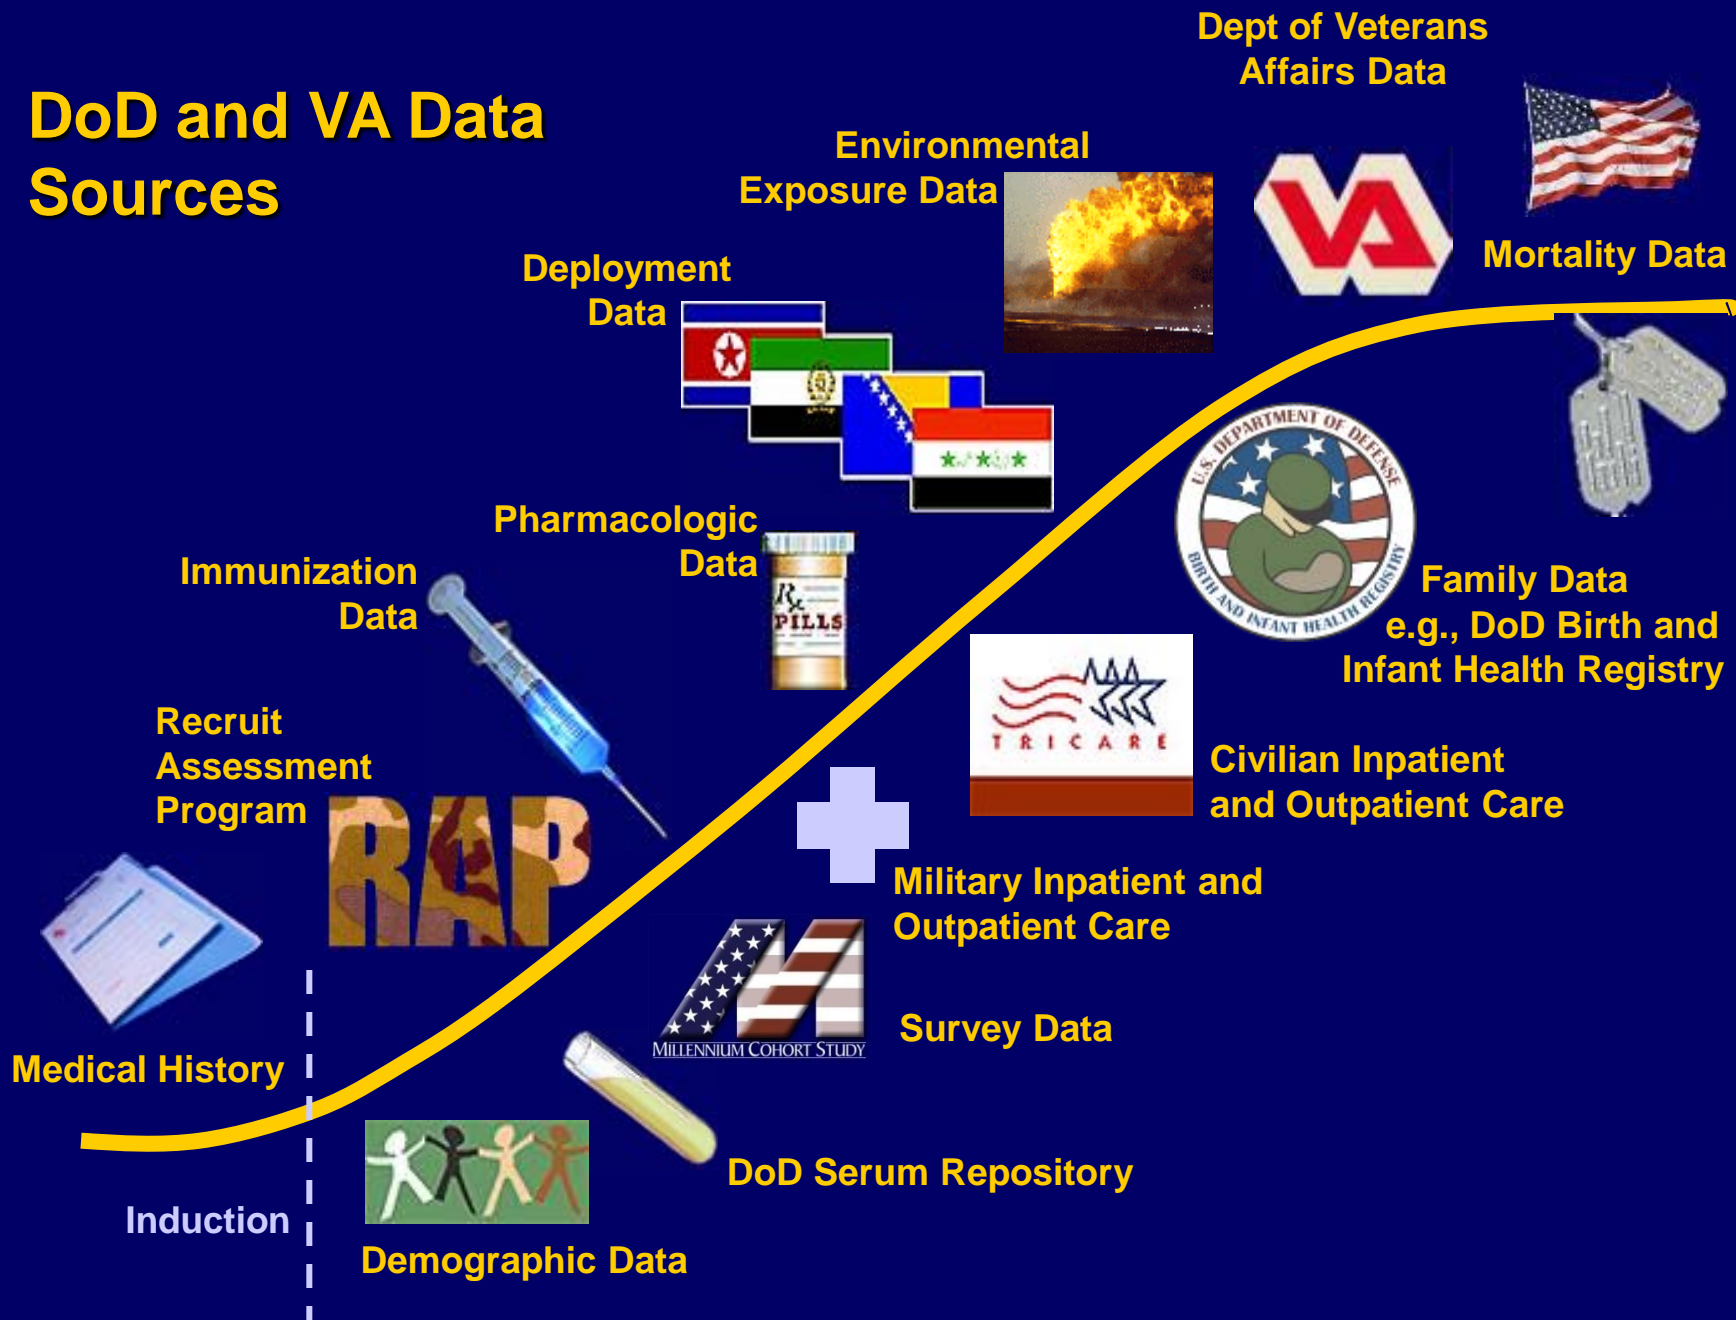 DoD and VA Data
Sources
Dept of Veterans
Affairs Data
Environmental
Exposure Data
VA
Mortality Data
Deployment
Data
U.S. DEPARTMENT OF DEFENSE
BIRTH AND INFANT HEALTH REGISTRY
Pharmacologic
Data
Rx
PILLS
Immunization
Data
Family Data
e.g., DoD Birth and
Infant Health Registry
TRICARE
Civilian Inpatient
and Outpatient Care
Recruit
Assessment
Program
RAP
Military Inpatient and
Outpatient Care
MILLENNIUM COHORT STUDY
Survey Data
Medical History
DoD Serum Repository
Induction
Demographic Data